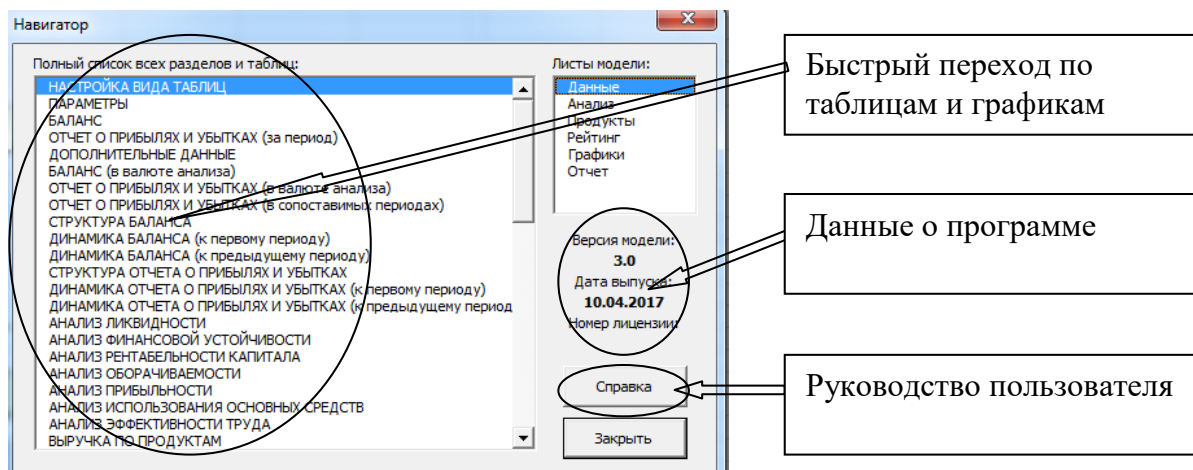 Навигатор
Полный список всех разделов и таблиц:
НАСТРОЙКА ВИДА ТАБЛИЦ
ПАРАМЕТРЫ
БАЛАНС
ОТЧЕТ О ПРИБЫЛЯХ И УБЫТКАХ (за период)
ДОПОЛНИТЕЛЬНЫЕ ДАННЫЕ
БАЛАНС (в валюте анализа)
ОТЧЕТ О ПРИБЫЛЯХ И УБЫТКАХ (в валюте анализа)
ОТЧЕТ О ПРИБЫЛЯХ И УБЫТКАХ (в сопоставимых периодах)
СТРУКТУРА БАЛАНСА
ДИНАМИКА БАЛАНСА (к первому периоду)
ДИНАМИКА БАЛАНСА (к предыдущему периоду)
СТРУКТУРА ОТЧЕТА О ПРИБЫЛЯХ И УБЫТКАХ
ДИНАМИКА ОТЧЕТА О ПРИБЫЛЯХ И УБЫТКАХ (к первому периоду)
ДИНАМИКА ОТЧЕТА О ПРИБЫЛЯХ И УБЫТКАХ (к предыдущему период
АНАЛИЗ ЛИКВИДНОСТИ
АНАЛИЗ ФИНАНСОВОЙ УСТОЙЧИВОСТИ
АНАЛИЗ РЕНТАБЕЛЬНОСТИ КАПИТАЛА
АНАЛИЗ ОБОРАЧИВАЕМОСТИ
АНАЛИЗ ПРИБЫЛЬНОСТИ
АНАЛИЗ ИСПОЛЬЗОВАНИЯ ОСНОВНЫХ СРЕДСТВ
АНАЛИЗ ЭФФЕКТИВНОСТИ ТРУДА
ВЫРУЧКА ПО ПРОДУКТАМ
Листы модели:
Данные
Анализ
Продукты
Рейтинг
Графики
Отчет
Версия модели:
3.0
Дата выпуска:
10.04.2017
Номер лицензии:
Справка
Закрыть
Быстрый переход по
таблицам и графикам
Данные о программе
Руководство пользователя